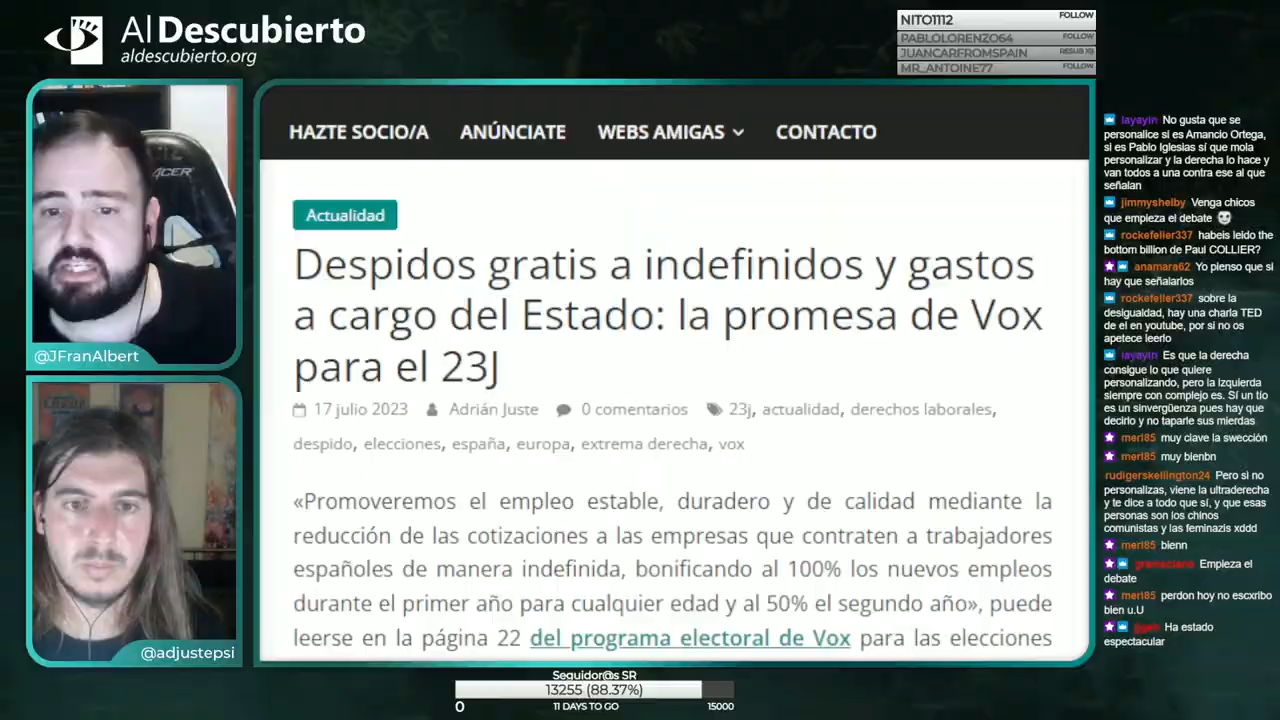 Al Descubierto
aldescubierto.org
NITO1112 FOLLOW
PABLOLORENZO64 FOLLOW
JUANCARFROMSPAIN
MR_ANTOINE77 FOLLOW
HAZTE SOCIO/A ANÚNCIATE WEBS AMIGAS CONTACTO
Actualidad
Despidos gratis a indefinidos y gastos
a cargo del Estado: la promesa de Vox
para el 23J
17 julio 2023 Adrián Juste 0 comentarios 23j, actualidad, derechos laborales,
despido, elecciones, españa, europa, extrema derecha, vox
«Promoveremos el empleo estable, duradero y de calidad mediante la
reducción de las cotizaciones a las empresas que contraten a trabajadores
españoles de manera indefinida, bonificando al 100% los nuevos empleos
durante el primer año para cualquier edad y al 50% el segundo año», puede
leerse en la página 22 del programa electoral de Vox para las elecciones
ACER
@JFranAlbert
@adjustepsi
layayin No gusta que se
personalice si es Amancio Ortega,
si es Pablo Iglesias sí que mola
personalizar y la derecha lo hace y
van todos a una contra ese al que
señalan
jimmyshelby Venga chicos
que empieza el debate
rockefeller337 habeis leido the
bottom billion de Paul COLLIER?
anamara62 Yo pienso que si
hay que señalarlos
rockefeller337 sobre la
desigualdad, hay una charla TED
de el en youtube, por si no os
apetece leerlo
layayin Es que la derecha
consigue lo que quiere
personalizando, pero la Izquierda
siempre con complejo es. Sí un tío
es un sinvergüenza pues hay que
decirlo y no taparle sus mierdas
merl85 muy clave la swección
merl85 muy blenbn
rudigerskellington24 Pero si no
personalizas, viene la ultraderecha
y te dice a todo que sí, y que esas
personas son los chinos
comunistas y las feminazis xddd
merl85 bienn
Empieza el
debate
merl85 perdon hoy no escxribo
bien u.U
Ha estado
espectacular
Seguidor@s SR
13255 (88.37%)
0 11 DAYS TO GO 15000